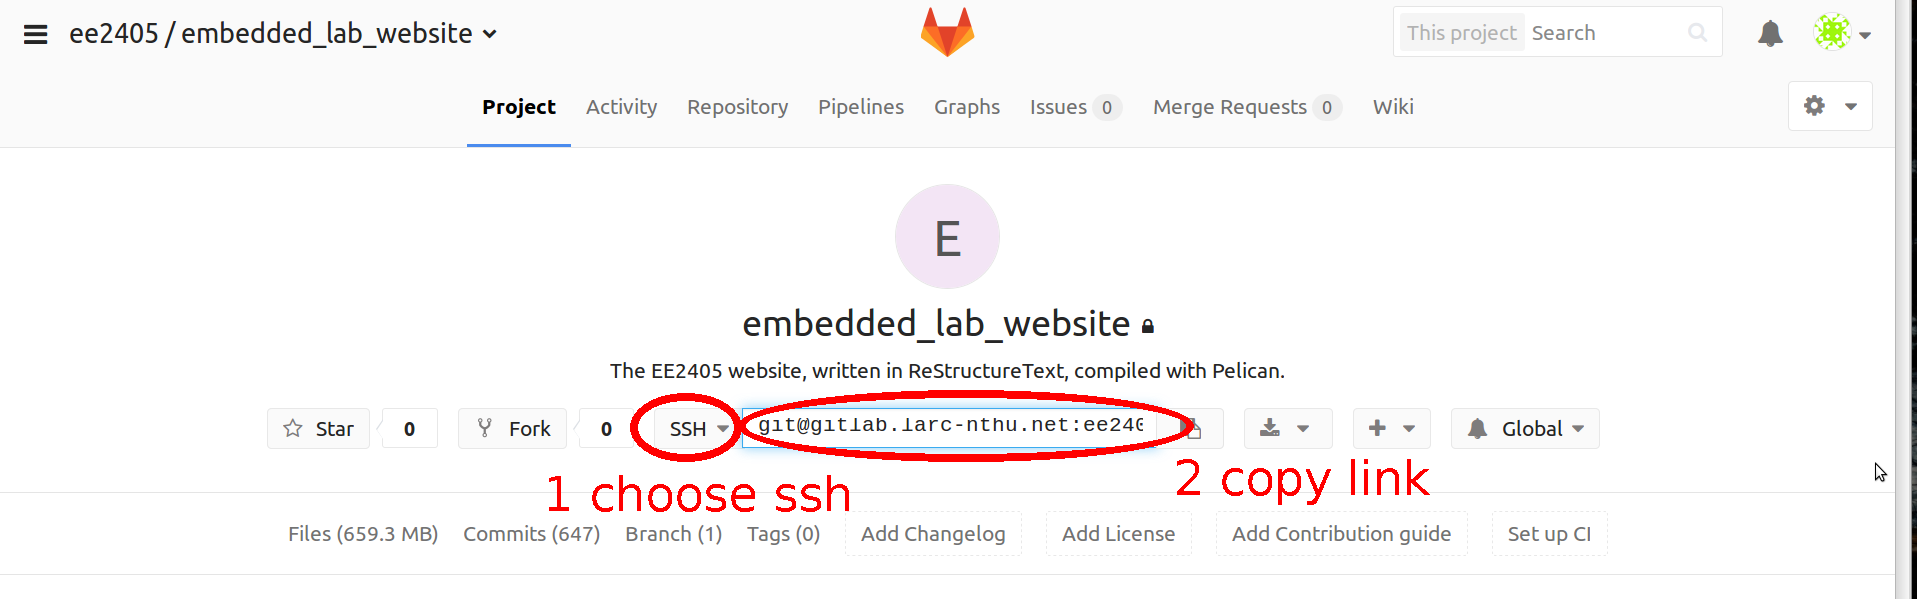 ee2405 / embedded_lab_website
This project Search
Project Activity Repository Pipelines Graphs Issues 0 Merge Requests 0 Wiki
E
embedded_lab_website
The EE2405 website, written in ReStructureText, compiled with Pelican.
Star 0 Fork 0 SSH git@gitlab.larc-nthu.net:ee240 Global
1 choose ssh
2 copy link
Files (659.3 MB) Commits (647) Branch (1) Tags (0) Add Changelog Add License Add Contribution guide Set up CI